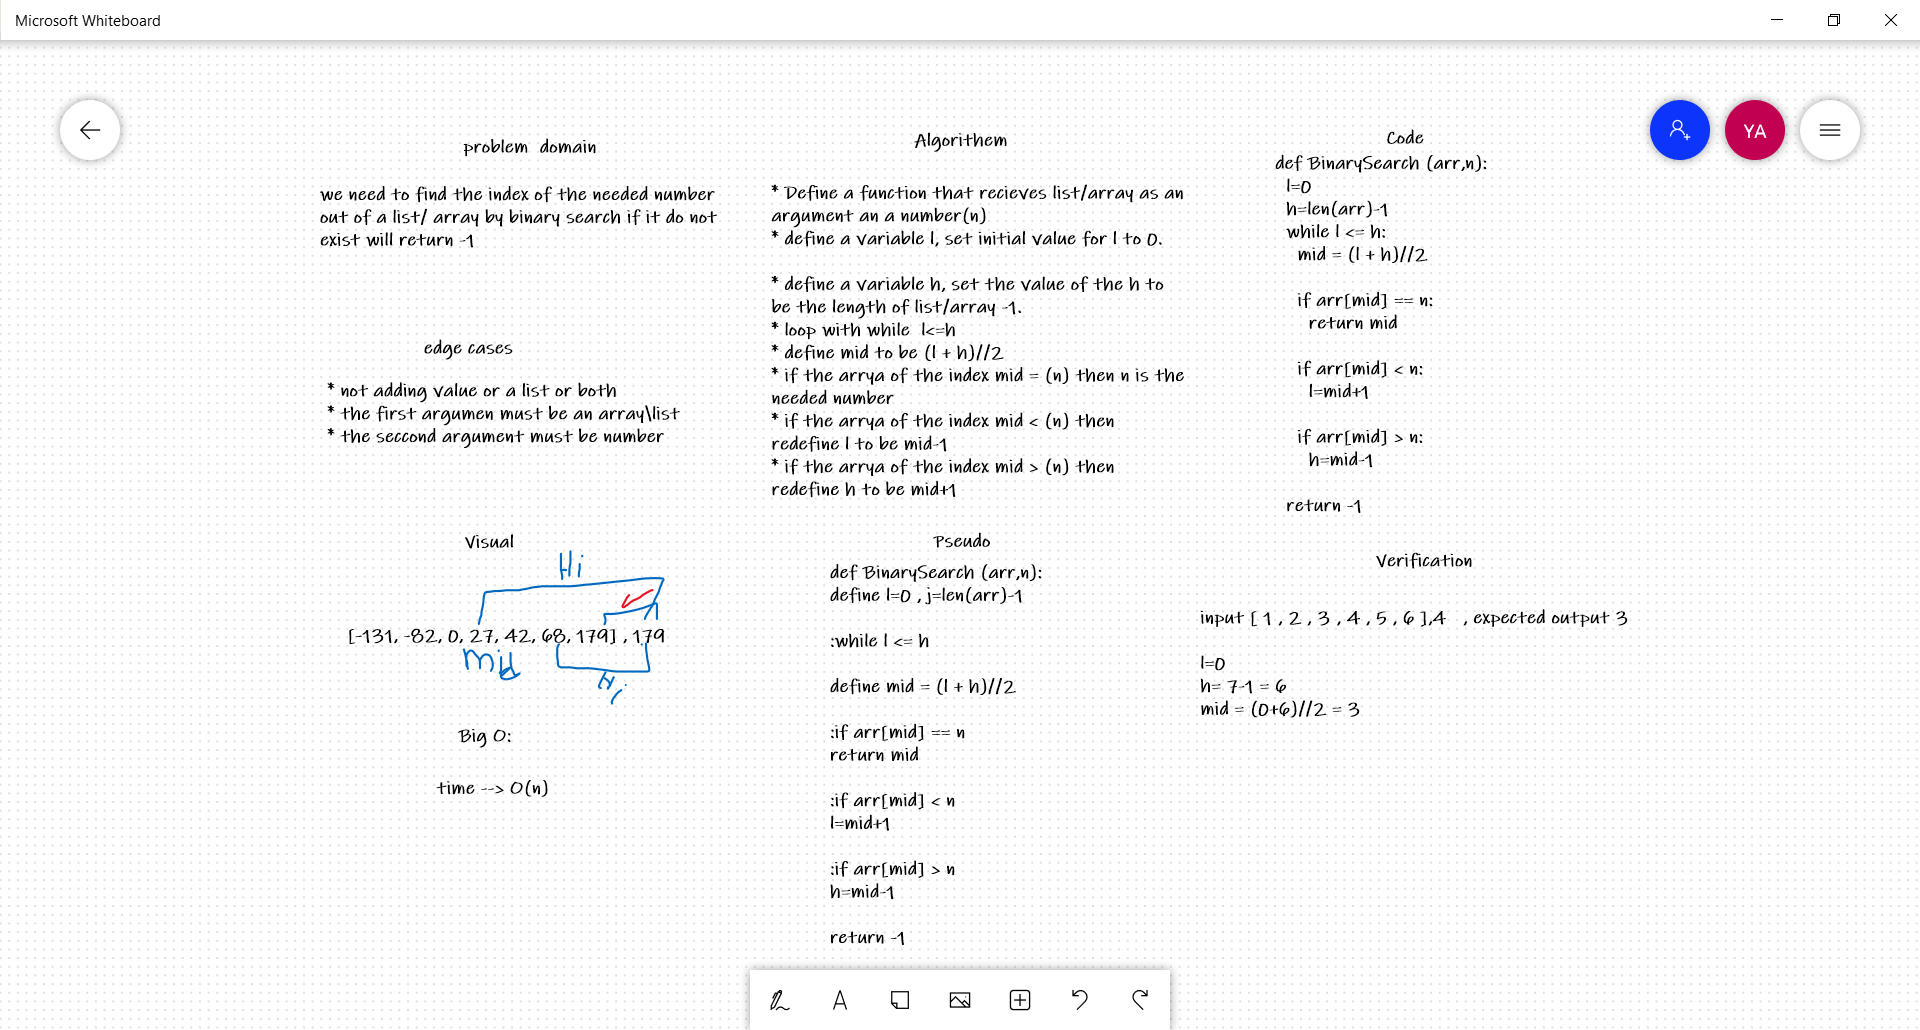 Microsoft Whiteboard
YA
problem domain
we need to find the index of the needed number
out of a list/ array by binary search if it do not
exist will return -1
edge cases
* not adding value or a list or both
* the first argumen must be an array\list
* the seccond argument must be number
Visual
Hi
[-131, -82, 0, 27, 42, 68, 179] , 179
mid
Hi
Big O:
time --> O(n)
Algorithem
* Define a function that recieves list/array as an
argument an a number(n)
* define a variable l, set initial value for l to 0.
* define a variable h, set the value of the h to
be the length of list/array -1.
* loop with while l<=h
* define mid to be (l + h)//2
* if the arrya of the index mid = (n) then n is the
needed number
* if the arrya of the index mid < (n) then
redefine l to be mid-1
* if the arrya of the index mid > (n) then
redefine h to be mid+1
Pseudo
def BinarySearch (arr,n):
define l=0 , j=len(arr)-1
:while l <= h
define mid = (l + h)//2
:if arr[mid] == n
return mid
:if arr[mid] < n
l=mid+1
:if arr[mid] > n
h=mid-1
return -1
Code
def BinarySearch (arr,n):
l=0
h=len(arr)-1
while l <= h:
mid = (l + h)//2
if arr[mid] == n:
return mid
if arr[mid] < n:
l=mid+1
if arr[mid] > n:
h=mid-1
return -1
Verification
input [ 1 , 2 , 3 , 4 , 5 , 6 ],4 , expected output 3
l=0
h= 7-1 = 6
mid = (0+6)//2 = 3